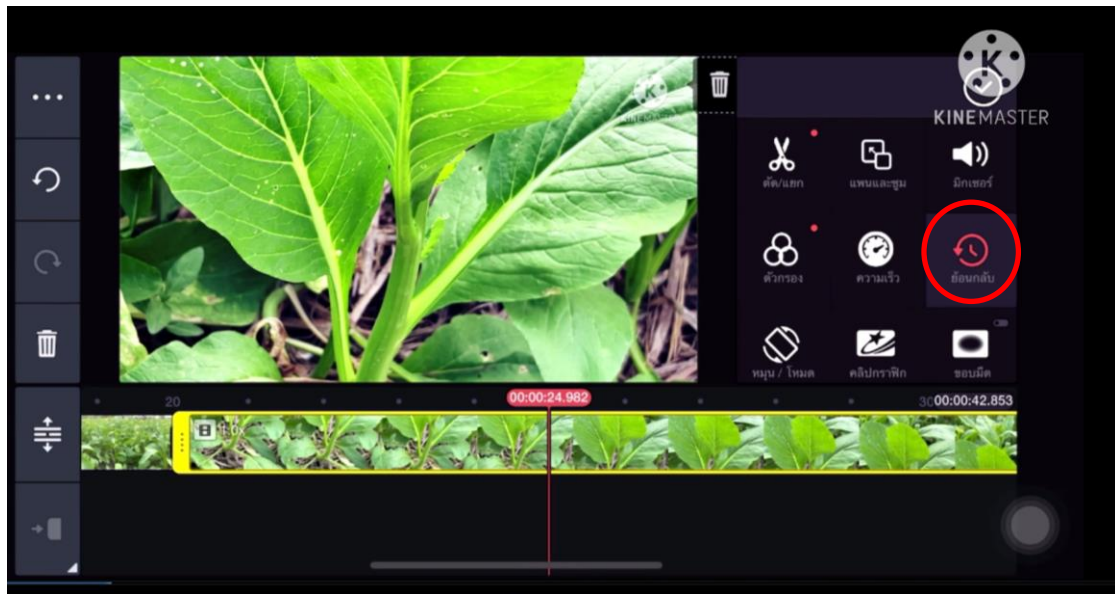 KINEMASTER
KINEMASTER
ตัด/แยก
แพนและซูม
มิกเซอร์
ตัวกรอง
ความเร็ว
ย้อนกลับ
หมุน / โหมด
คลิปกราฟิก
ขอบมืด
20
00:00:24.982
30
00:00:42.853